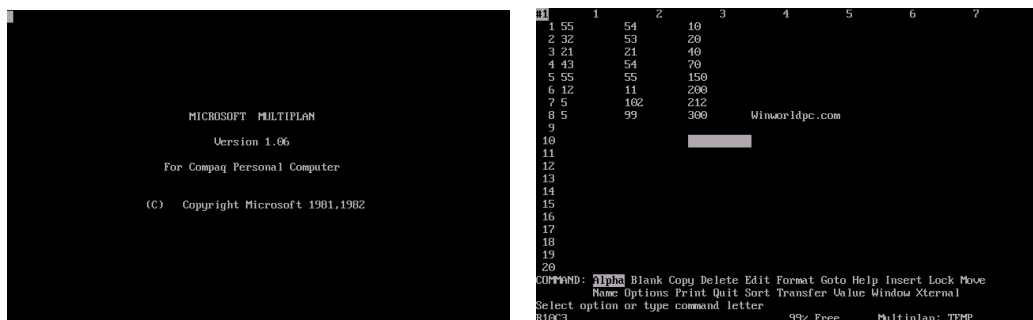 MICROSOFT MULTIPLAN
Version 1.06
For Compaq Personal Computer
(C) Copyright Microsoft 1981,1982
#1 1 2 3 4 5 6 7
1 55 54 10
2 32 53 20
3 21 21 40
4 43 54 70
5 55 55 150
6 12 11 200
7 5 102 212
8 5 99 300 Winworldpc.com
9
10
11
12
13
14
15
16
17
18
19
20
COMMAND: Alpha Blank Copy Delete Edit Format Goto Help Insert Lock Move
Name Options Print Quit Sort Transfer Value Window Xternal
Select option or type command letter
R10C3 99% Free Multiplan: TEMP